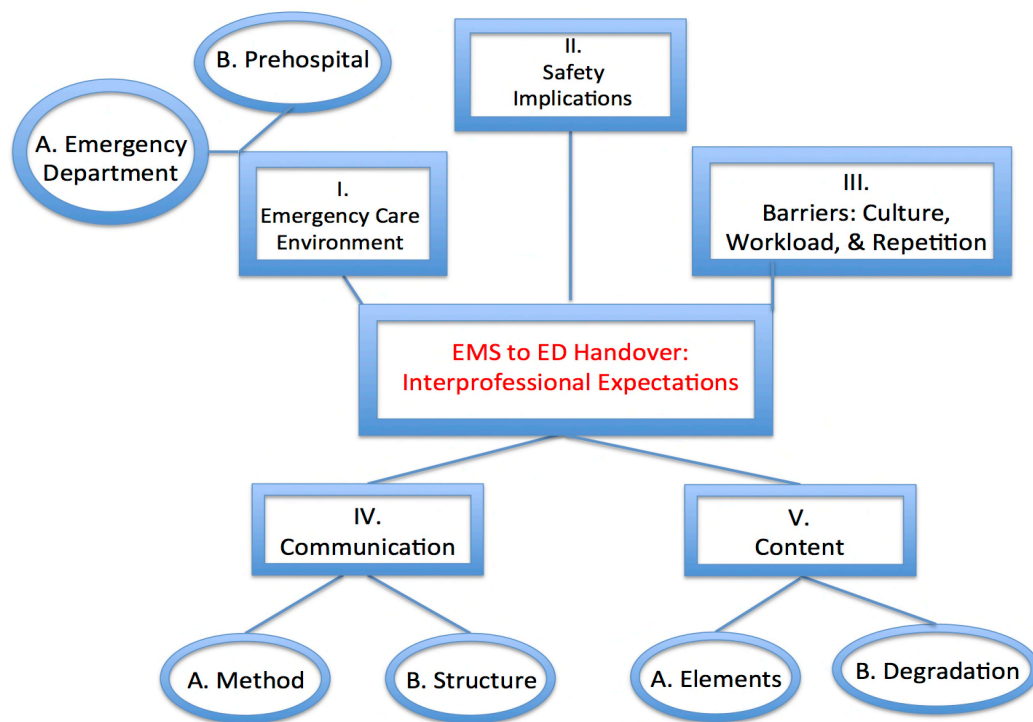 B. Prehospital
A. Emergency
Department
I.
Emergency Care
Environment
II.
Safety
Implications
III.
Barriers: Culture,
Workload, & Repetition
EMS to ED Handover:
Interprofessional Expectations
IV.
Communication
A. Method
B. Structure
V.
Content
A. Elements
B. Degradation